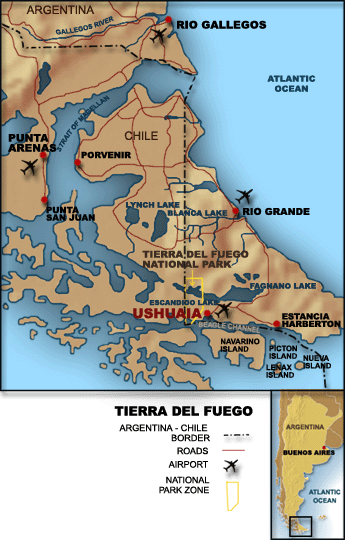 ARGENTINA
RIO GALLEGOS
GALLEGOS RIVER
ATLANTIC
OCEAN
STRAIT OF MAGELLAN
CHILE
PUNTA
ARENAS
PORVENIR
LYNCH LAKE
BLANCA LAKE
RIO GRANDE
PUNTA
SAN JUAN
TIERRA DEL FUEGO
NATIONAL PARK
FAGNANO LAKE
ESCANDIGO LAKE
USHUAIA
BEAGLE CHANNEL
ESTANCIA
HARBERTON
NAVARINO
ISLAND
PICTON
ISLAND
NUEVA
ISLAND
LENAX
ISLAND
TIERRA DEL FUEGO
ARGENTINA - CHILE
BORDER
ROADS
AIRPORT
NATIONAL
PARK ZONE
ARGENTINA
BUENOS AIRES
ATLANTIC
OCEAN